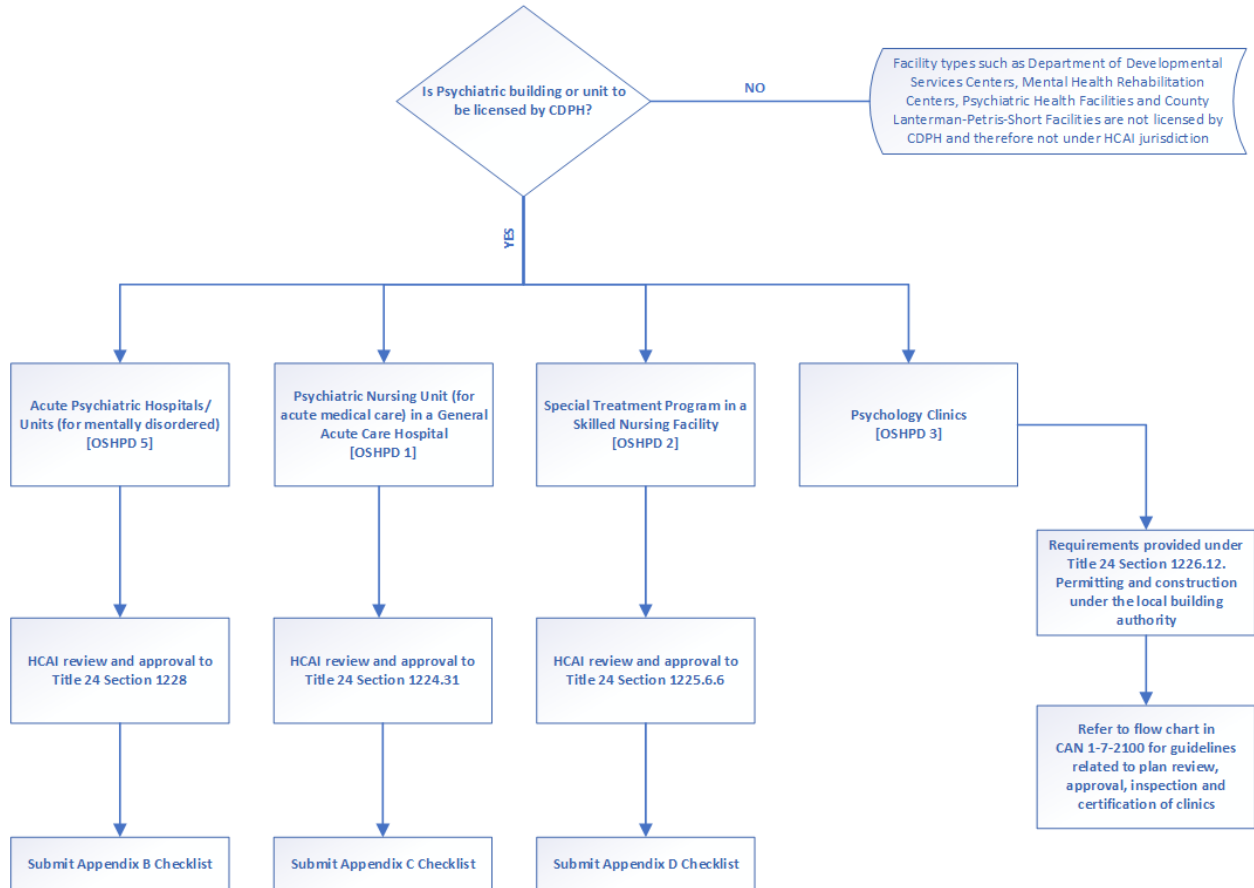 Is Psychiatric building or unit to
be licensed by CDPH?
NO
Facility types such as Department of Developmental
Services Centers, Mental Health Rehabilitation
Centers, Psychiatric Health Facilities and County
Lanterman-Petris-Short Facilities are not licensed by
CDPH and therefore not under HCAI jurisdiction
YES
Acute Psychiatric Hospitals/
Units (for mentally disordered)
[OSHPD 5]
Psychiatric Nursing Unit (for
acute medical care) in a General
Acute Care Hospital
[OSHPD 1]
Special Treatment Program in a
Skilled Nursing Facility
[OSHPD 2]
Psychology Clinics
[OSHPD 3]
Requirements provided under
Title 24 Section 1226.12.
Permitting and construction
under the local building
authority
HCAI review and approval to
Title 24 Section 1228
HCAI review and approval to
Title 24 Section 1224.31
HCAI review and approval to
Title 24 Section 1225.6.6
Refer to flow chart in
CAN 1-7-2100 for guidelines
related to plan review,
approval, inspection and
certification of clinics
Submit Appendix B Checklist
Submit Appendix C Checklist
Submit Appendix D Checklist